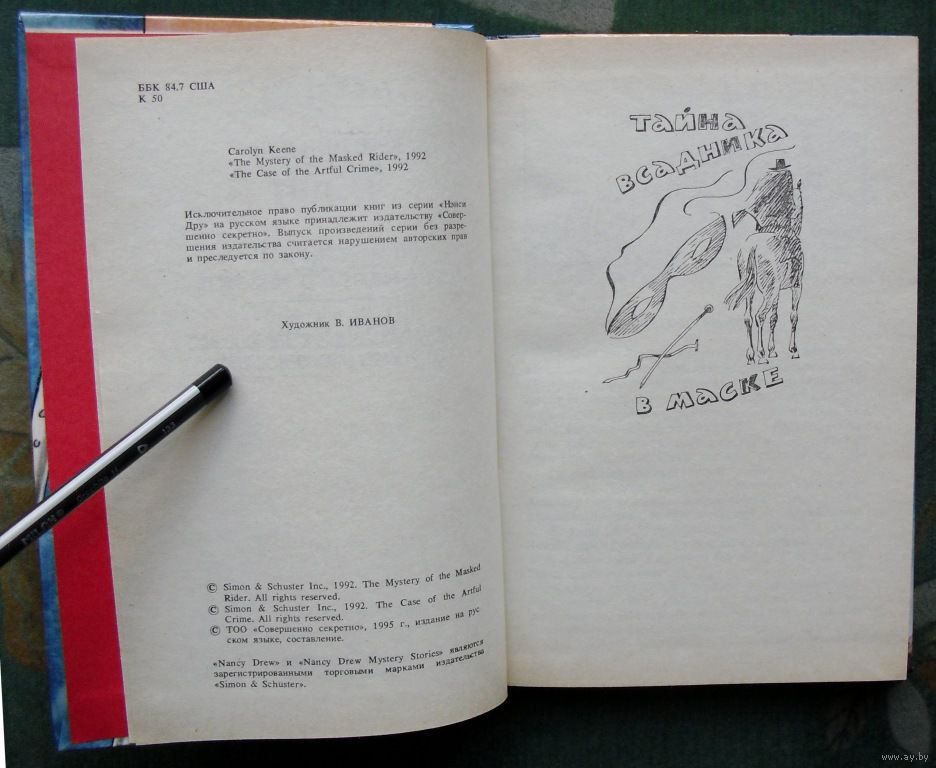 ББК 84.7 США
К 50
Carolyn Keene
«The Mystery of the Masked Rider», 1992
«The Case of the Artful Crime», 1992
Исключительное право публикации книг из серии «Нэнси
Дру» на русском языке принадлежит издательству «Совер-
шенно секретно». Выпуск произведений серии без разре-
шения издательства считается нарушением авторских прав
и преследуется по закону.
Художник В. ИВАНОВ
© Simon & Schuster Inc., 1992. The Mystery of the Masked
Rider. All rights reserved.
© Simon & Schuster Inc., 1992. The Case of the Artful
Crime. All rights reserved.
© ТОО «Совершенно секретно», 1995 г., издание на рус
ском языке, составление.
«Nancy Drew» и «Nancy Drew Mystery Stories» являются
зарегистрированными торговыми марками издательства
«Simon & Schuster».
ТАЙНА
ВСАДНИКА
В МАСКЕ
www.ay.by